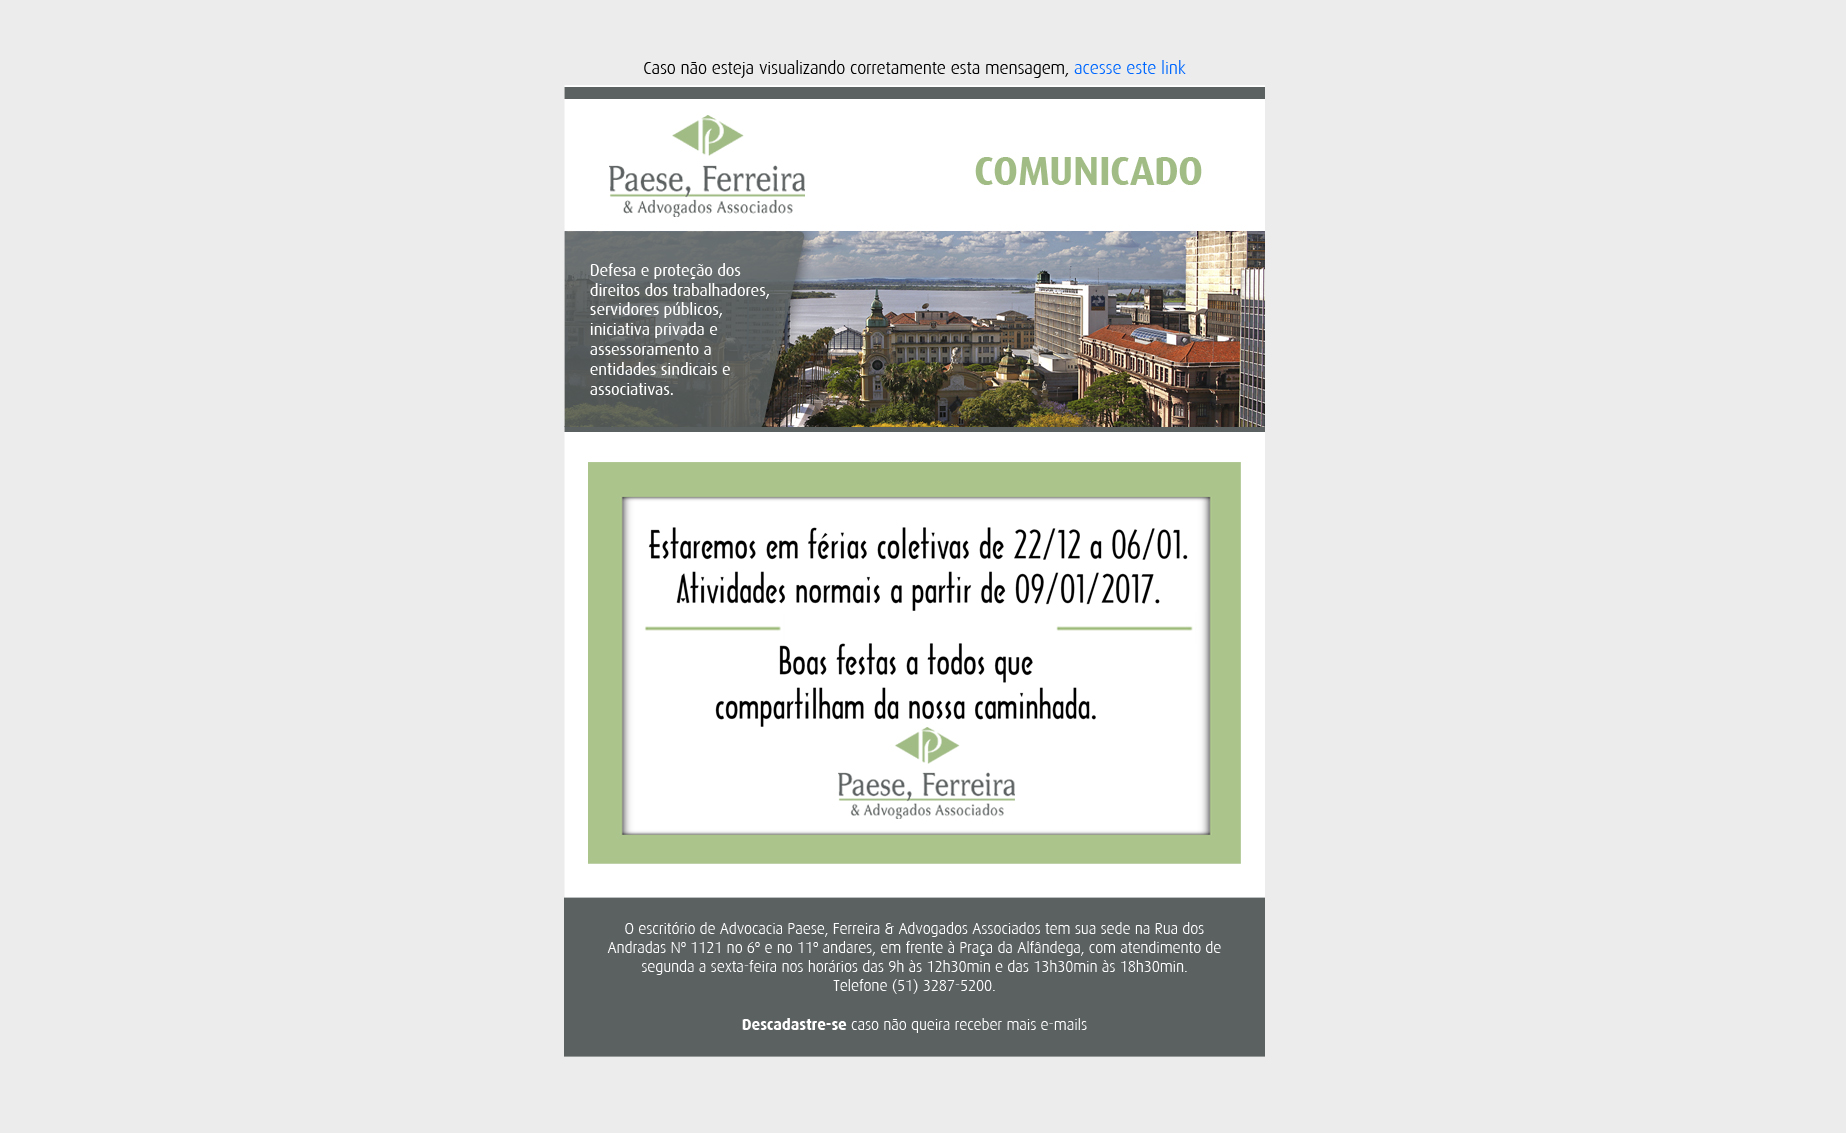 Caso não esteja visualizando corretamente esta mensagem, acesse este link
Paese, Ferreira
& Advogados Associados
COMUNICADO
Defesa e proteção dos
direitos dos trabalhadores,
servidores públicos,
iniciativa privada e
assessoramento a
entidades sindicais e
associativas.
Estaremos em férias coletivas de 22/12 a 06/01.
Atividades normais a partir de 09/01/2017.
Boas festas a todos que
compartilham da nossa caminhada.
Paese, Ferreira
& Advogados Associados
O escritório de Advocacia Paese, Ferreira & Advogados Associados tem sua sede na Rua dos
Andradas Nº 1121 no 6º e no 11º andares, em frente à Praça da Alfândega, com atendimento de
segunda a sexta-feira nos horários das 9h às 12h30min e das 13h30min às 18h30min.
Telefone (51) 3287-5200.
Descadastre-se caso não queira receber mais e-mails